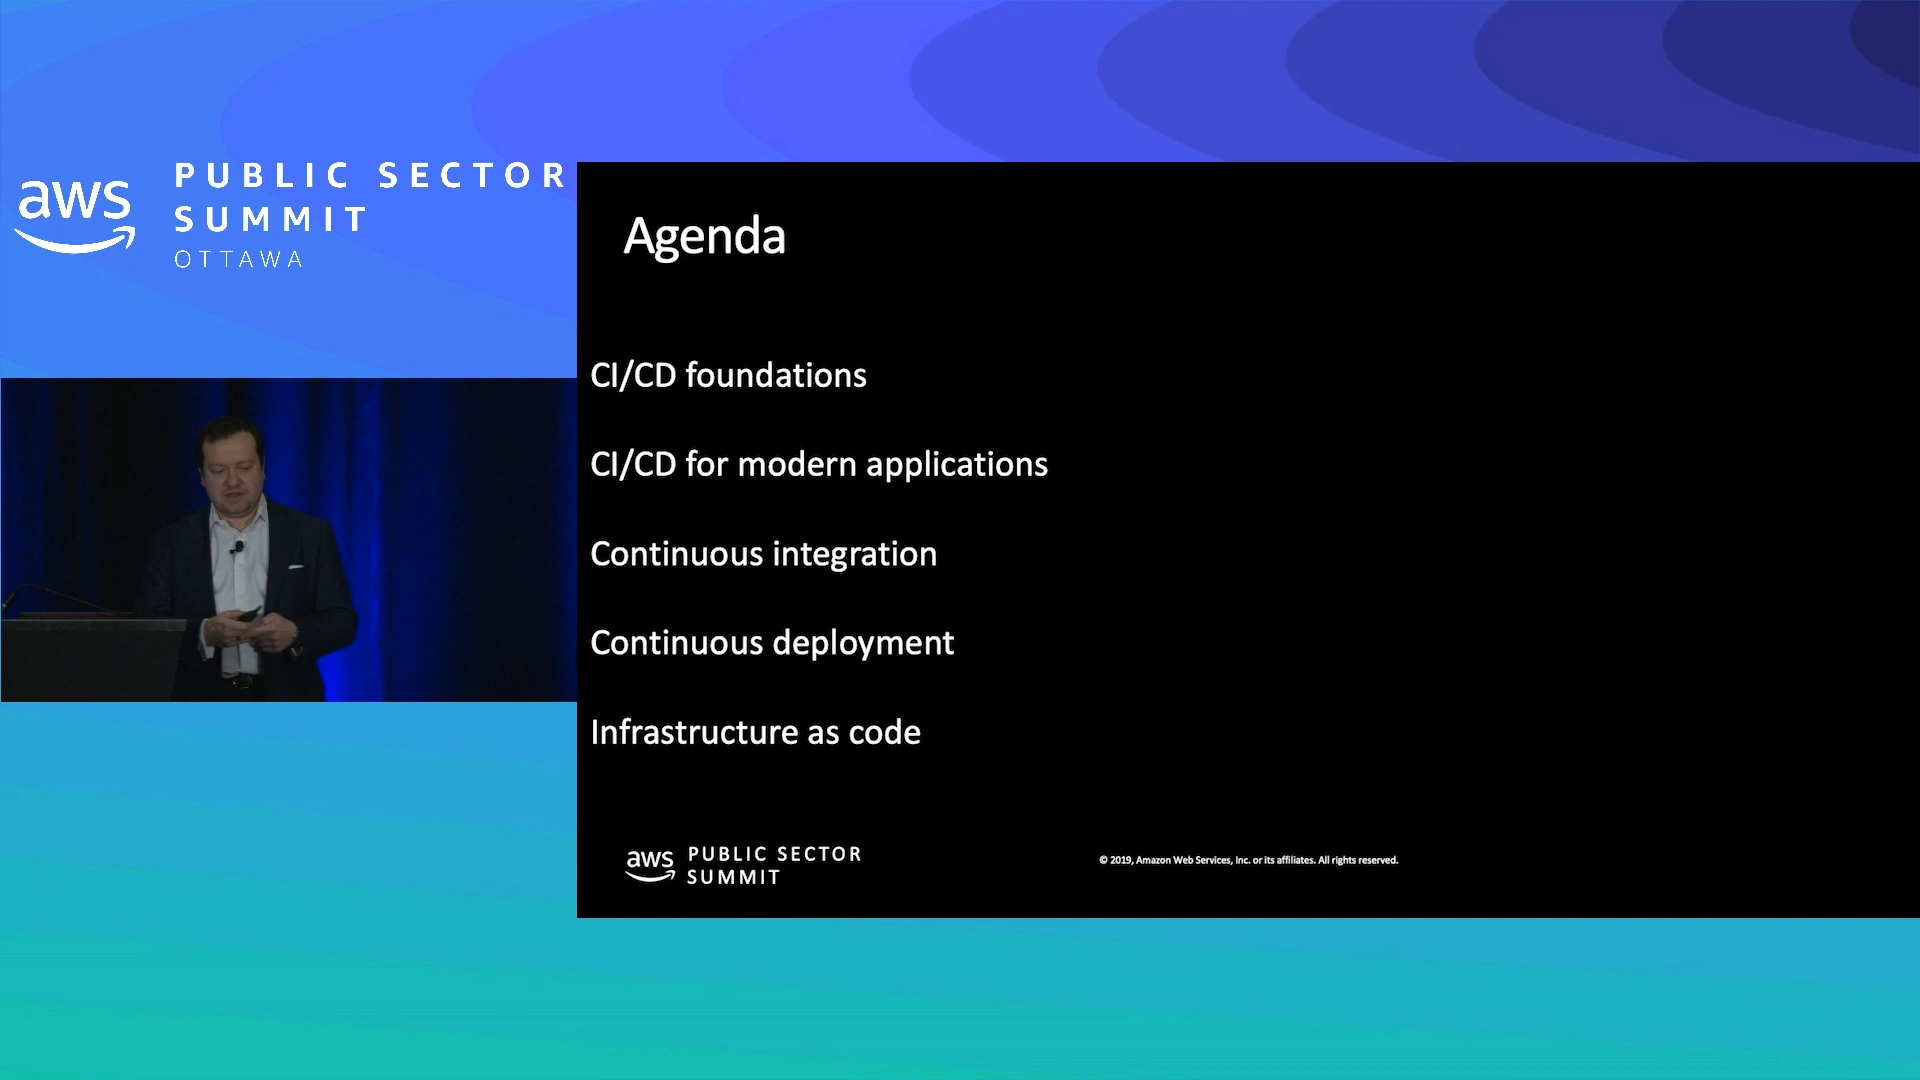 aws
PUBLIC SECTOR
SUMMIT
OTTAWA
Agenda
CI/CD foundations
CI/CD for modern applications
Continuous integration
Continuous deployment
Infrastructure as code
aws
PUBLIC SECTOR
SUMMIT
© 2019, Amazon Web Services, Inc. or its affiliates. All rights reserved.